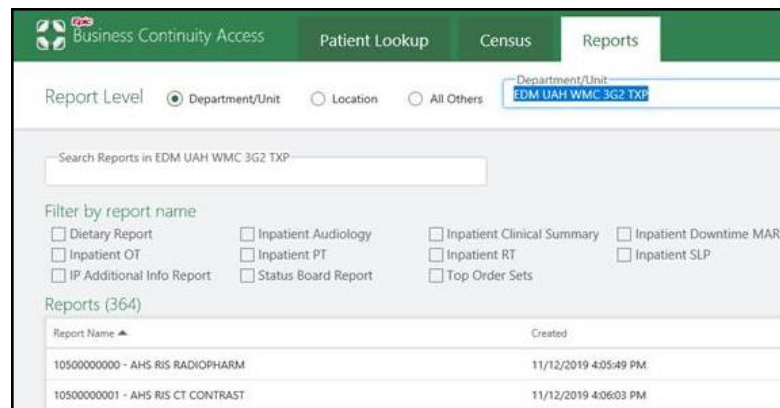 Epic
Business Continuity Access Patient Lookup Census Reports
Report Level Department/Unit Location All Others Department/Unit
EDM UAH WMC 3G2 TXP
Search Reports in EDM UAH WMC 3G2 TXP
Filter by report name
Dietary Report Inpatient Audiology Inpatient Clinical Summary Inpatient Downtime MAR
Inpatient OT Inpatient PT Inpatient RT Inpatient SLP
IP Additional Info Report Status Board Report Top Order Sets
Reports (364)
Report Name Created
10500000000 - AHS RIS RADIOPHARM 11/12/2019 4:05:49 PM
10500000001 - AHS RIS CT CONTRAST 11/12/2019 4:06:03 PM